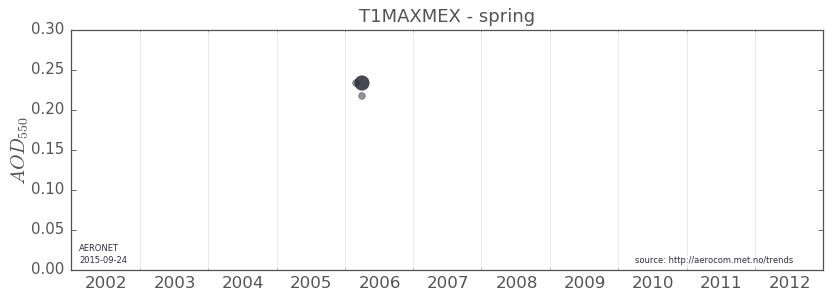 T1MAXMEX - spring
0.30
0.25
0.20
0.15
0.10
0.05
0.00
AOD550
AERONET
2015-09-24
source: http://aerocom.met.no/trends
2002 2003 2004 2005 2006 2007 2008 2009 2010 2011 2012